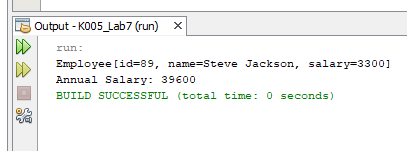 Output - K005_Lab7 (run)
run:
Employee[id=89, name=Steve Jackson, salary=3300]
Annual Salary: 39600
BUILD SUCCESSFUL (total time: 0 seconds)